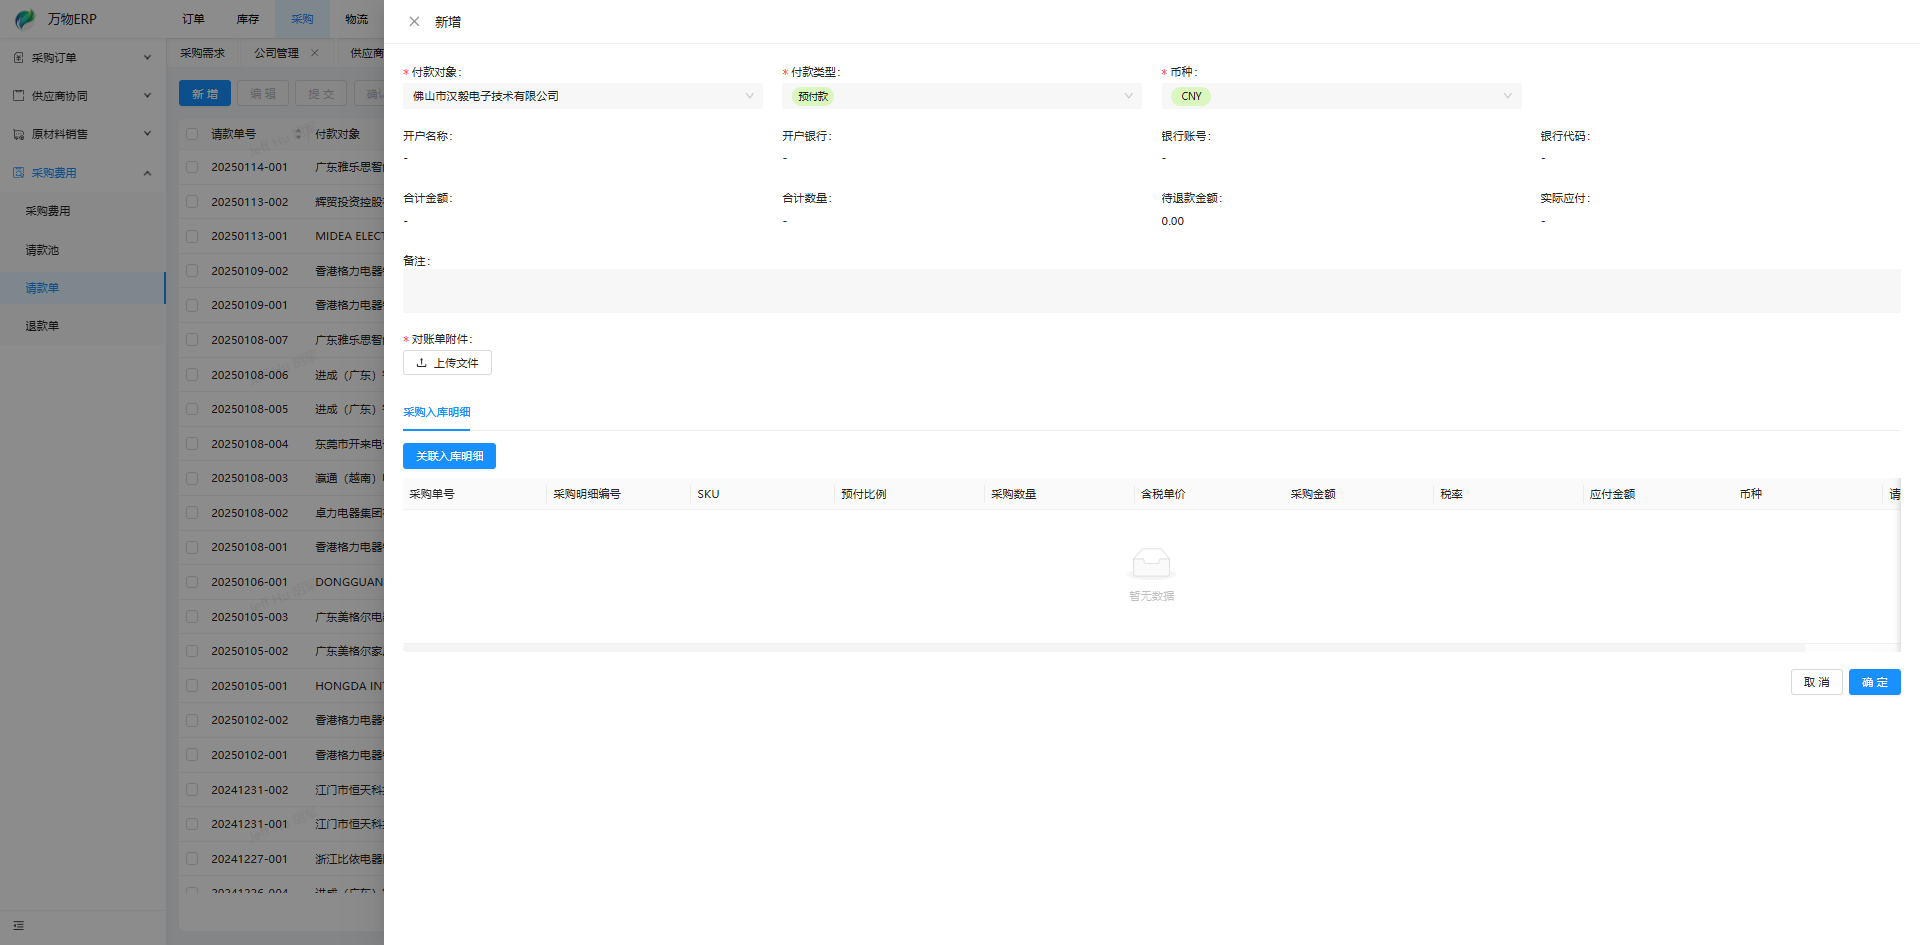 万物ERP
订单
库存
采购
物流
采购订单
供应商协同
原材料销售
采购费用
采购费用
请款池
请款单
退款单
采购需求
公司管理
供应商
新 增
编 辑
提 交
确认
请款单号
付款对象
20250114-001
广东雅乐思智
20250113-002
辉贸投资控股
20250113-001
MIDEA ELECT
20250109-002
香港格力电器
20250109-001
香港格力电器
20250108-007
广东雅乐思智
20250108-006
进成（广东）
20250108-005
进成（广东）
20250108-004
东莞市开来电
20250108-003
瀛通（越南）
20250108-002
卓力电器集团
20250108-001
香港格力电器
20250106-001
DONGGUAN
20250105-003
广东美格尔电
20250105-002
广东美格尔家
20250105-001
HONGDA IN
20250102-002
香港格力电器
20250102-001
香港格力电器
20241231-002
江门市恒天科
20241231-001
江门市恒天科
20241227-001
浙江比依电器
20241226-004
进成（广东）
新增
* 付款对象:
佛山市汉毅电子技术有限公司
* 付款类型:
预付款
* 币种:
CNY
开户名称:
-
开户银行:
-
银行账号:
-
银行代码:
-
合计金额:
-
合计数量:
-
待退款金额:
0.00
实际应付:
-
备注:
* 对账单附件:
上传文件
采购入库明细
关联入库明细
采购单号
采购明细编号
SKU
预付比例
采购数量
含税单价
采购金额
税率
应付金额
币种
请
暂无数据
取 消
确 定